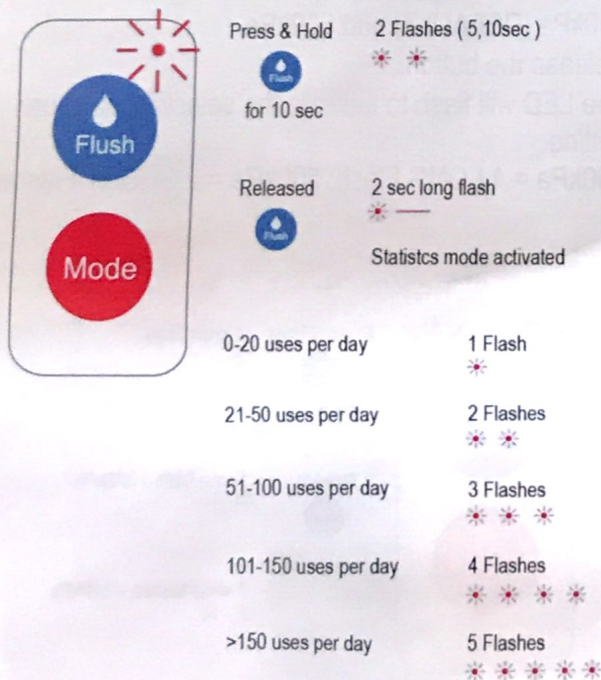 Press & Hold 2 Flashes ( 5,10sec )
Flush
Flush
for 10 sec
Released 2 sec long flash
Flush
Mode
Statistcs mode activated
0-20 uses per day 1 Flash
21-50 uses per day 2 Flashes
51-100 uses per day 3 Flashes
101-150 uses per day 4 Flashes
>150 uses per day 5 Flashes